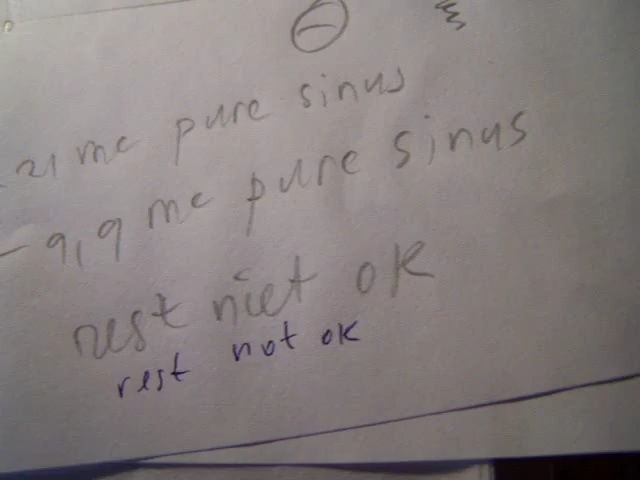 - 21 mc pure sinus
- 9,9 mc pure sinus
rest niet ok
rest not ok